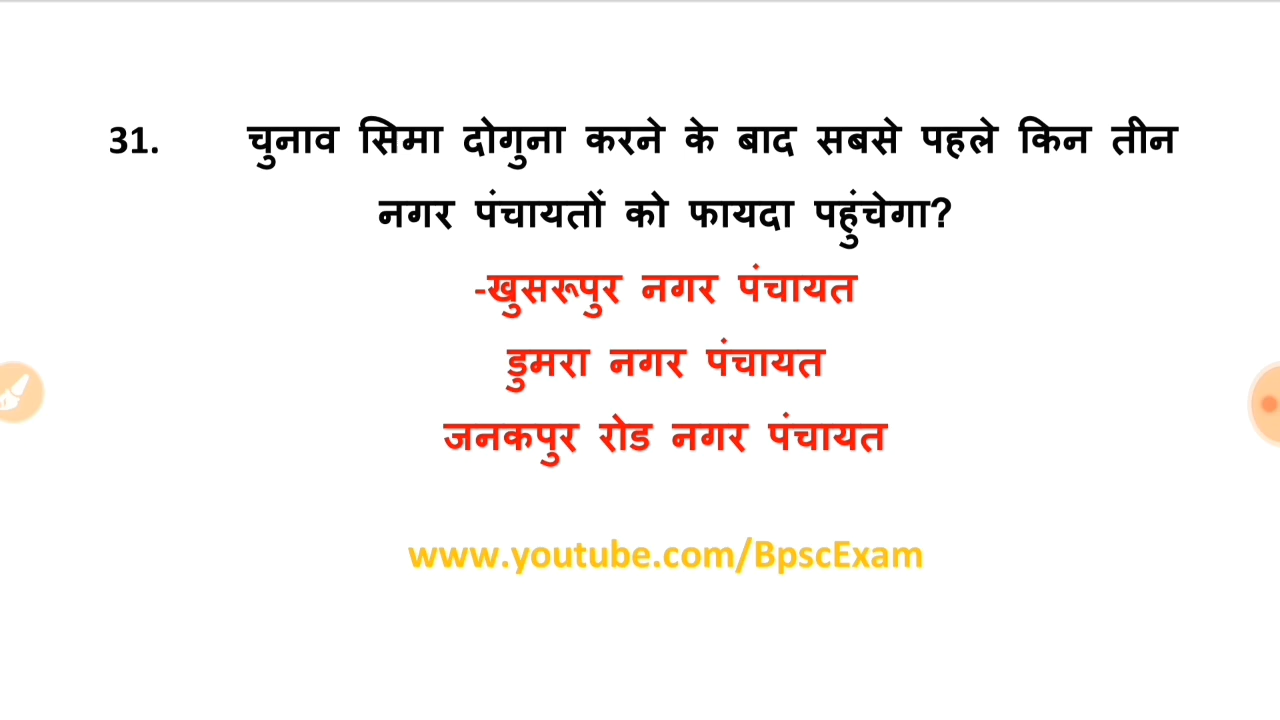 31. चुनाव सिमा दोगुना करने के बाद सबसे पहले किन तीन
नगर पंचायतों को फायदा पहुंचेगा?
-खुसरूपुर नगर पंचायत
डुमरा नगर पंचायत
जनकपुर रोड नगर पंचायत
www.youtube.com/BpscExam